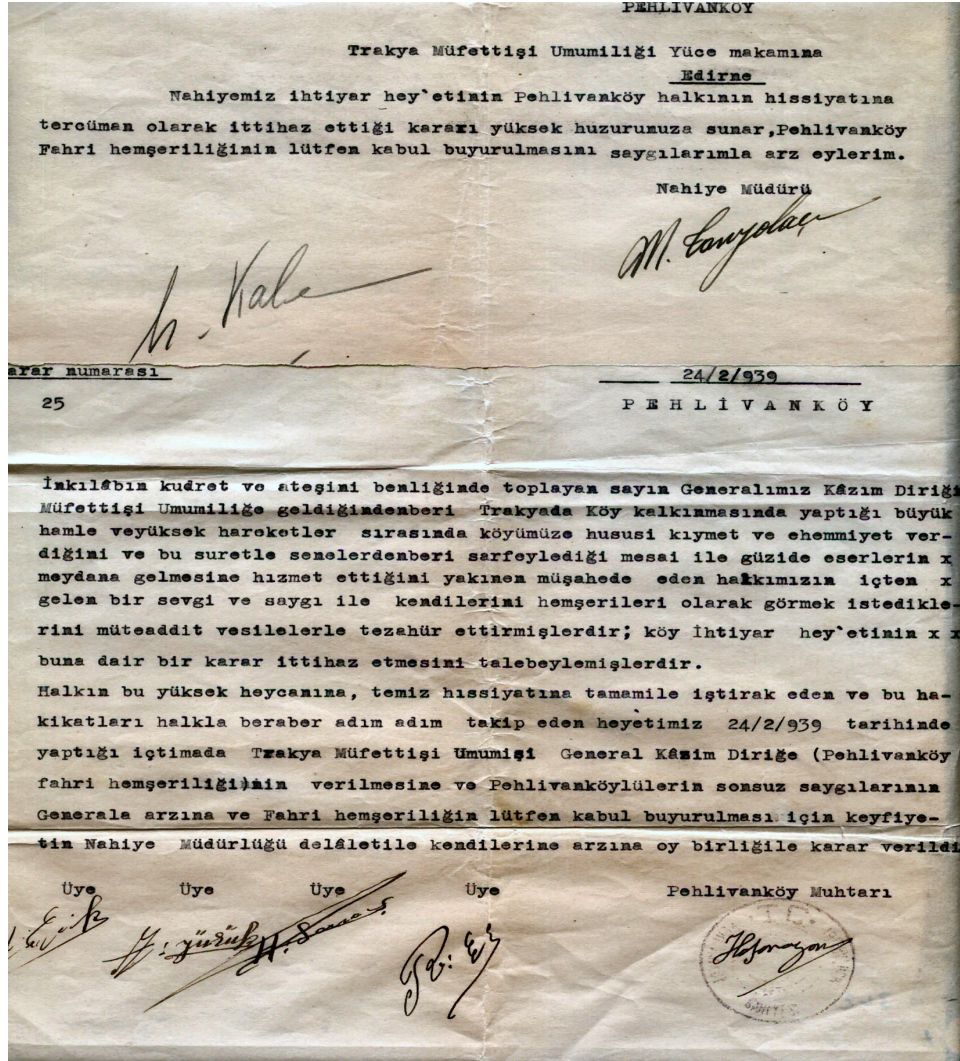 PEHLİVANKÖY
Trakya Müfettişi Umumiliği Yüce makamına
Edirne
Nahiyemiz ihtiyar hey`etinin Pehlivanköy halkının hissiyatına
tercüman olarak ittihaz ettiği kararı yüksek huzurunuza sunar,Pehlivanköy
Fahri hemşeriliğinin lütfen kabul buyurulmasını saygılarımla arz eylerim.
Nahiye Müdürü
M.
arar numarası
24/2/939
25
PEHLİVANKÖY
İnkılâbın kudret ve ateşini benliğinde toplayan sayın Generalımız Kâzım Diriği
Müfettişi Umumiliğe geldiğindenberi Trakyada Köy kalkınmasında yaptığı büyük
hamle veyüksek hareketler sırasında köyümüze hususi kıymet ve ehemmiyet ver-
diğini ve bu suretle senelerdenberi sarfeylediği mesai ile güzide eserlerin x
meydana gelmesine hızmet ettiğini yakınen müşahede eden halkımızın içten x
gelen bir sevgi ve saygı ile kendilerini hemşerileri olarak görmek istedikle-
rini müteaddit vesilelerle tezahür ettirmişlerdir; köy İhtiyar hey`etinin x x
buna dair bir karar ittihaz etmesini talebeylemişlerdir.
Halkın bu yüksek heycanına, temiz hıssiyatına tamamile iştirak eden ve bu ha-
kikatları halkla beraber adım adım takip eden heyetimiz 24/2/939 tarihinde
yaptığı içtimada Trakya Müfettişi Umumişi General Kâzim Diriğe (Pehlivanköy
fahri hemşeriliği)nin verilmesine ve Pehlivanköylülerin sonsuz saygılarının
Generala arzına ve Fahri hemşeriliğin lütfen kabul buyurulması için keyfiye-
tin Nahiye Müdürlüğü delâletile kendilerine arzına oy birliğile karar verildi
Üye Üye Üye Üye Pehlivanköy Muhtarı
T.C.